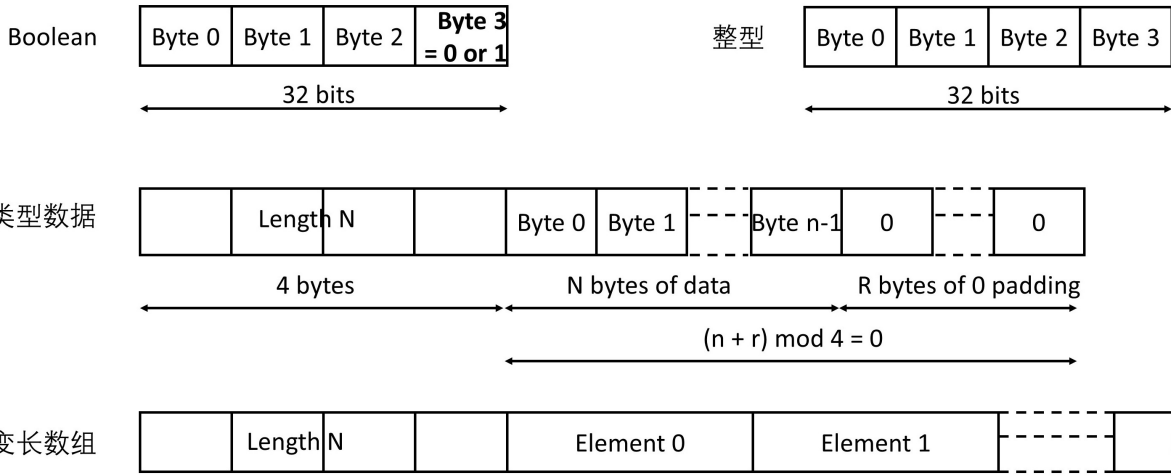 Boolean
Byte 0 Byte 1 Byte 2 Byte 3
= 0 or 1
32 bits
整型
Byte 0 Byte 1 Byte 2 Byte 3
32 bits
类型数据
Length N
Byte 0 Byte 1 Byte n-1 0 0
4 bytes
N bytes of data
R bytes of 0 padding
(n + r) mod 4 = 0
变长数组
Length N
Element 0 Element 1